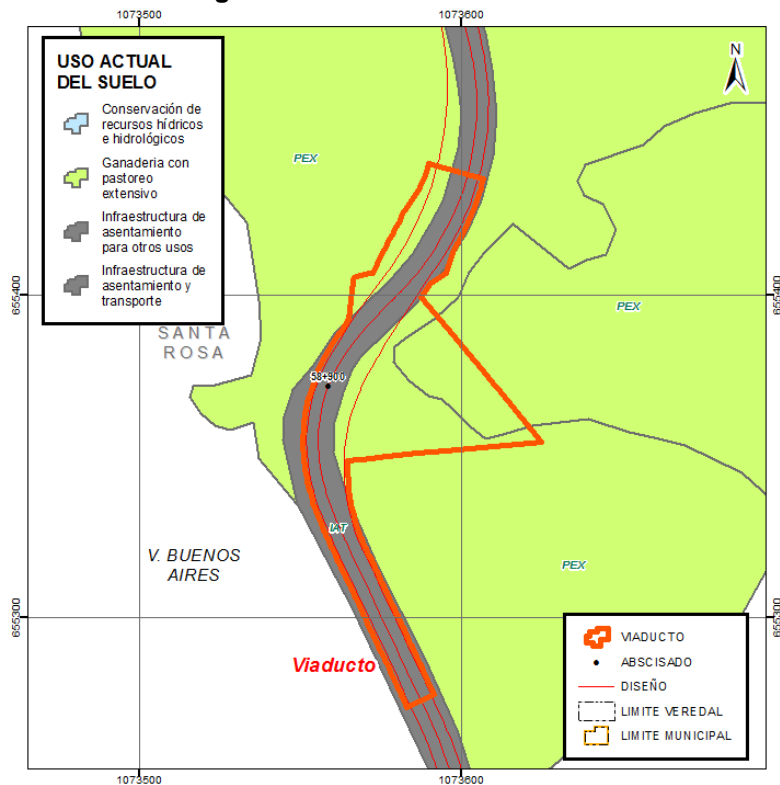 1073500
1073600
USO ACTUAL
DEL SUELO
Conservación de
recursos hídricos
e hidrológicos
Ganaderia con
pastoreo
extensivo
Infraestructura de
asentamiento
para otros usos
Infraestructura de
asentamiento y
transporte
N
PEX
655400
655400
PEX
SANTA
ROSA
58+900
IAT
V. BUENOS
AIRES
PEX
655300
655300
Viaducto
VIADUCTO
ABSCISADO
DISEÑO
LIMITE VEREDAL
LIMITE MUNICIPAL
1073500
1073600